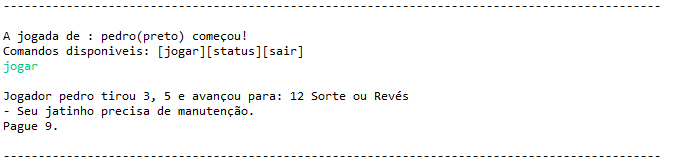 --------------------------------------------------------------------------------------
A jogada de : pedro(preto) começou!
Comandos disponiveis: [jogar][status][sair]
jogar
Jogador pedro tirou 3, 5 e avançou para: 12 Sorte ou Revés
- Seu jatinho precisa de manutenção.
Pague 9.
--------------------------------------------------------------------------------------